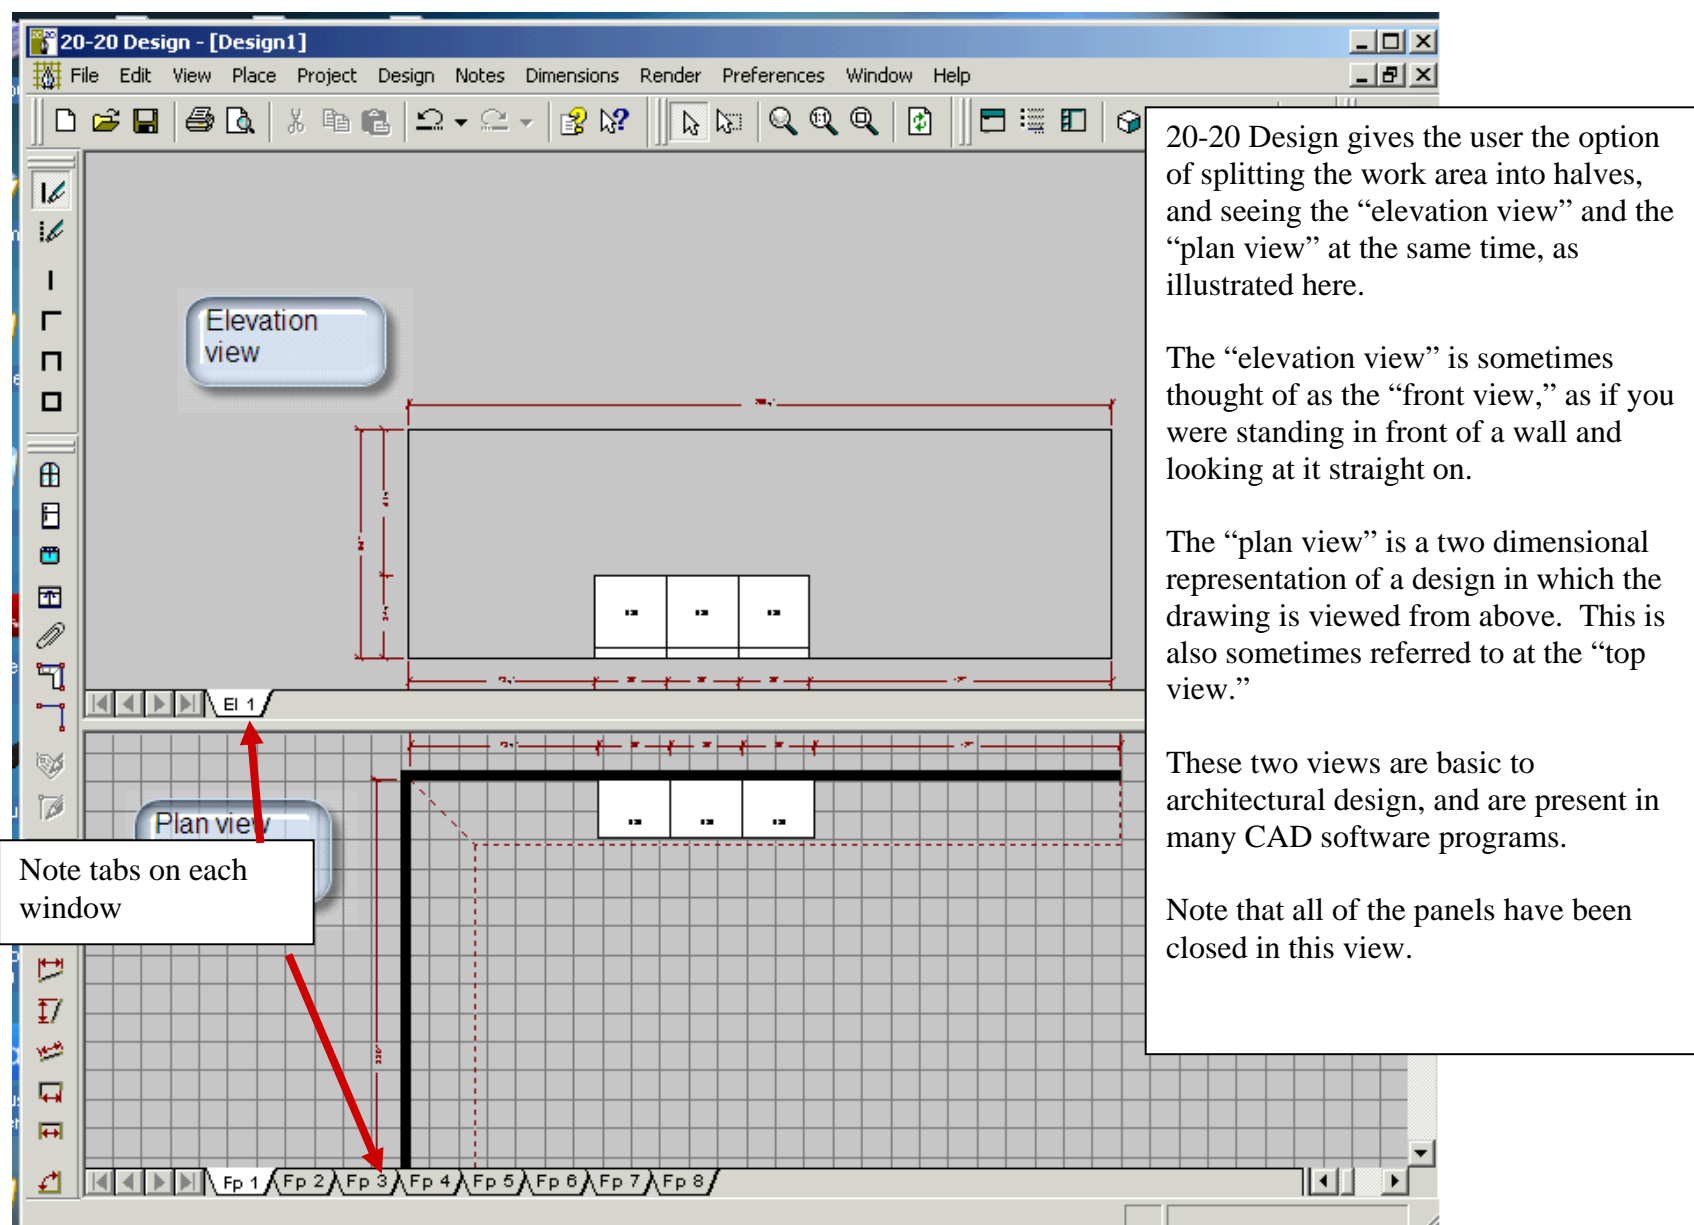 20-20 Design - [Design1]
File Edit View Place Project Design Notes Dimensions Render Preferences Window Help
20-20 Design gives the user the option
of splitting the work area into halves,
and seeing the “elevation view” and the
“plan view” at the same time, as
illustrated here.
The “elevation view” is sometimes
thought of as the “front view,” as if you
were standing in front of a wall and
looking at it straight on.
The “plan view” is a two dimensional
representation of a design in which the
drawing is viewed from above.  This is
also sometimes referred to at the “top
view.”
These two views are basic to
architectural design, and are present in
many CAD software programs.
Note that all of the panels have been
closed in this view.
Elevation
view
El 1
Plan view
Note tabs on each
window
Fp 1 Fp 2 Fp 3 Fp 4 Fp 5 Fp 6 Fp 7 Fp 8